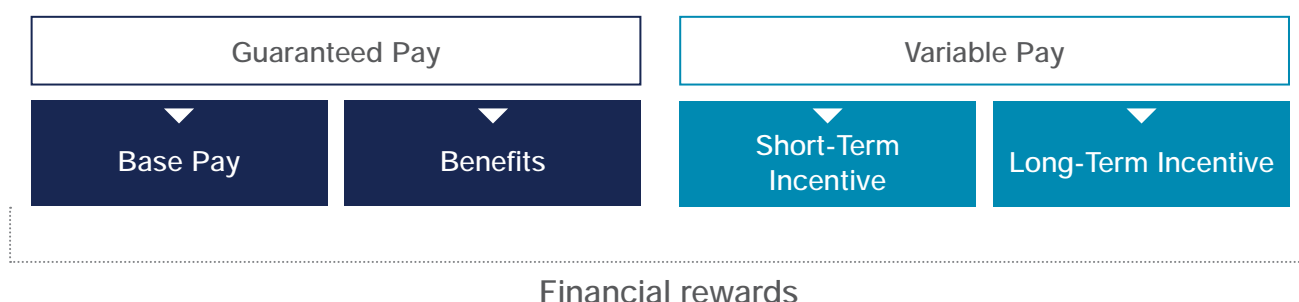 Guaranteed Pay
Variable Pay
Base Pay
Benefits
Short-Term
Incentive
Long-Term Incentive
Financial rewards